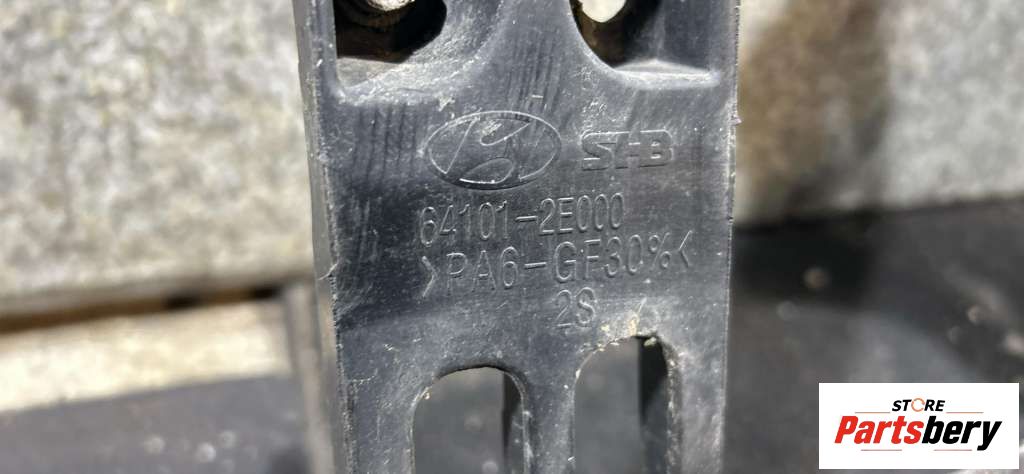 SHB
64101-2E000
>PA6-GF30%<
2S
STORE
Partsbery